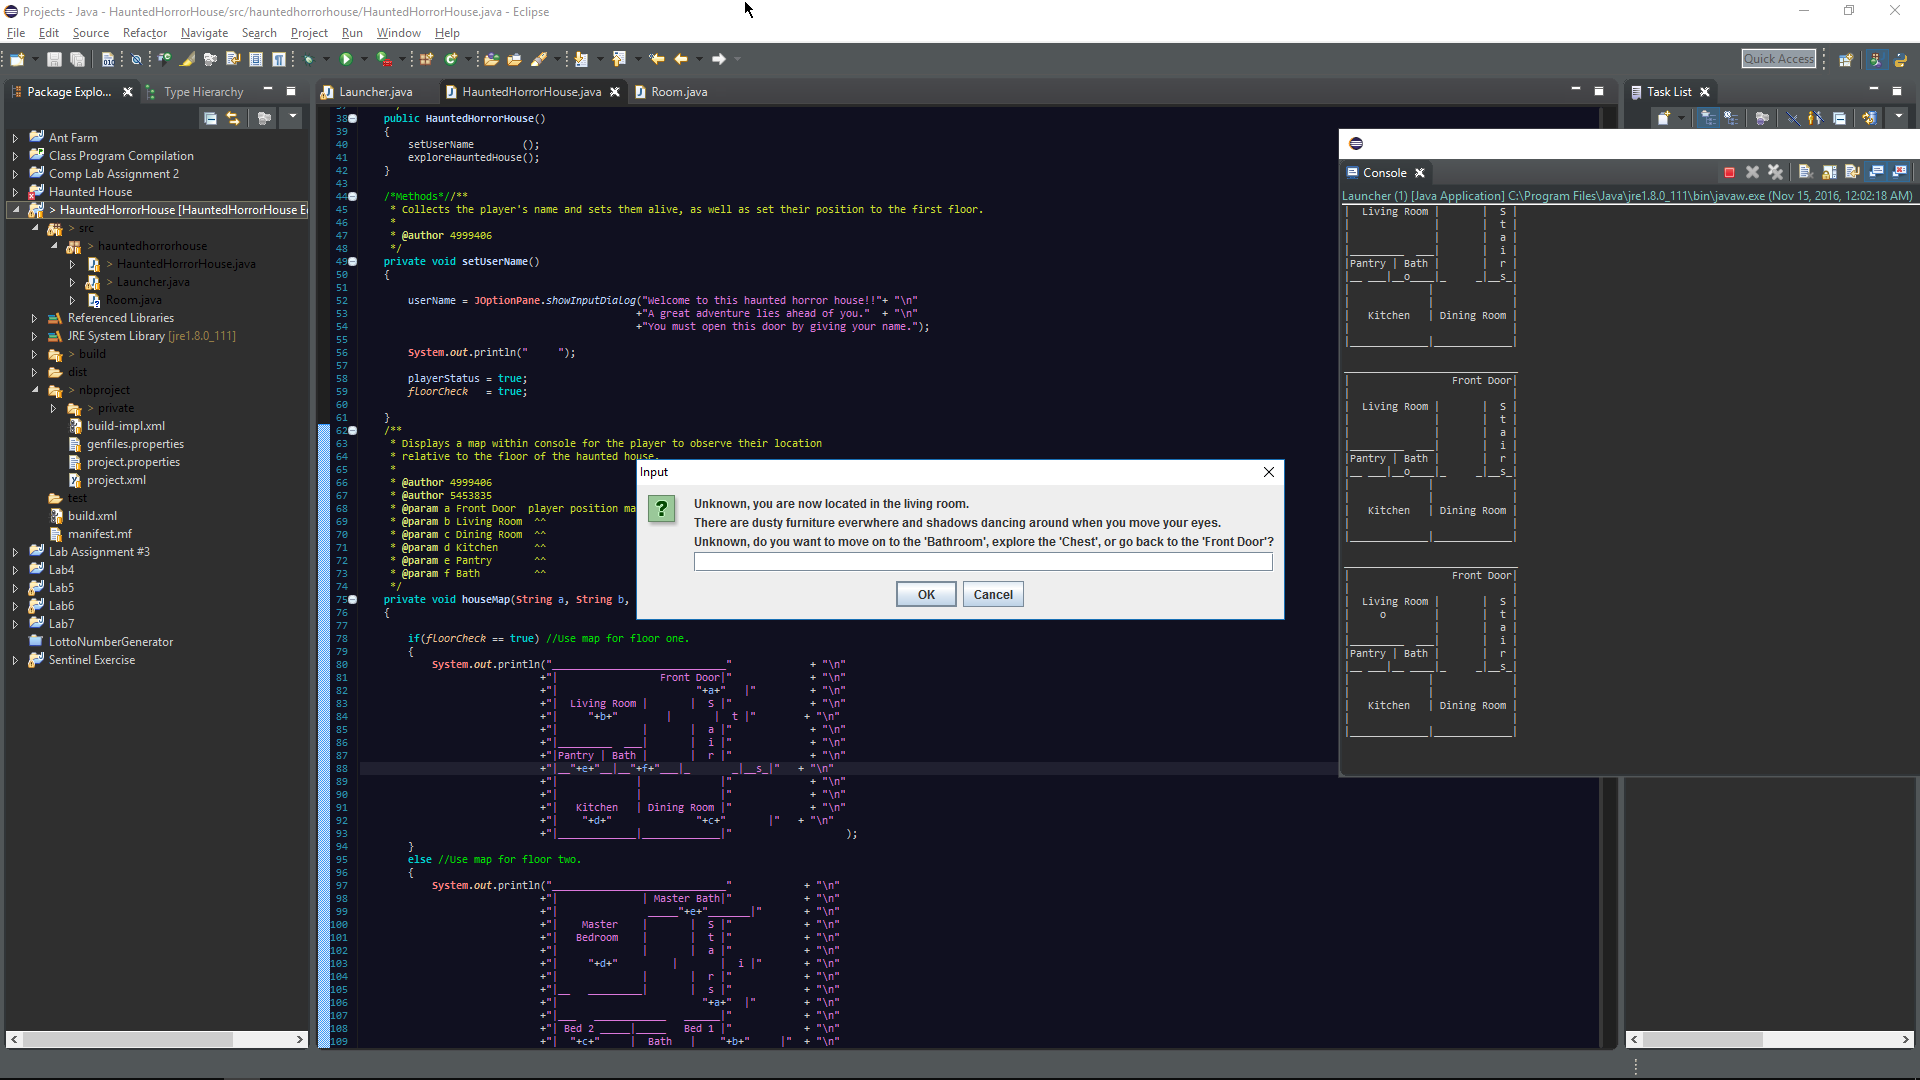 Projects - Java - HauntedHorrorHouse/src/hauntedhorrorhouse/HauntedHorrorHouse.java - Eclipse
File Edit Source Refactor Navigate Search Project Run Window Help
Quick Access
Package Explo... Type Hierarchy
Ant Farm
Class Program Compilation
Comp Lab Assignment 2
Haunted House
> HauntedHorrorHouse [HauntedHorrorHouse E
> src
> hauntedhorrorhouse
> HauntedHorrorHouse.java
> Launcher.java
Room.java
Referenced Libraries
JRE System Library [jre1.8.0_111]
> build
dist
> nbproject
> private
build-impl.xml
genfiles.properties
project.properties
project.xml
test
build.xml
manifest.mf
Lab Assignment #3
Lab4
Lab5
Lab6
Lab7
LottoNumberGenerator
Sentinel Exercise
Launcher.java HauntedHorrorHouse.java Room.java
38 public HauntedHorrorHouse()
39 {
40 setUserName ();
41 exploreHauntedHouse();
42 }
43
44 /*Methods*//**
45 * Collects the player's name and sets them alive, as well as set their position to the first floor.
46 *
47 * @author 4999406
48 */
49 private void setUserName()
50 {
51
52 userName = JOptionPane.showInputDialog("Welcome to this haunted horror house!!"+ "\n"
53 +"A great adventure lies ahead of you." + "\n"
54 +"You must open this door by giving your name.");
55
56 System.out.println("     ");
57
58 playerStatus = true;
59 floorCheck = true;
60
61 }
62 /**
63 * Displays a map within console for the player to observe their location
64 * relative to the floor of the haunted house.
65 *
66 * @author 4999406
67 * @author 5453835
68 * @param a Front Door player position ma
69 * @param b Living Room ^^
70 * @param c Dining Room ^^
71 * @param d Kitchen ^^
72 * @param e Pantry ^^
73 * @param f Bath ^^
74 */
75 private void houseMap(String a, String b,
76 {
77
78 if(floorCheck == true) //Use map for floor one.
79 {
80 System.out.println("_____________________________" + "\n"
81 +"| Front Door|" + "\n"
82 +"| "+a+" |" + "\n"
83 +"| Living Room | | S |" + "\n"
84 +"| "+b+" | | t |" + "\n"
85 +"| | a |" + "\n"
86 +"|_________ ___| | i |" + "\n"
87 +"|Pantry | Bath | | r |" + "\n"
88 +"|__"+e+"__|__"+f+"___|_ _|__s_|" + "\n"
89 +"| | |" + "\n"
90 +"| | |" + "\n"
91 +"| Kitchen | Dining Room |" + "\n"
92 +"| "+d+" "+c+" |" + "\n"
93 +"|_____________|_____________|" );
94 }
95 else //Use map for floor two.
96 {
97 System.out.println("_____________________________" + "\n"
98 +"| | Master Bath|" + "\n"
99 +"| _____"+e+"_______|" + "\n"
100 +"| Master | | S |" + "\n"
101 +"| Bedroom | | t |" + "\n"
102 +"| | | a |" + "\n"
103 +"| "+d+" | | i |" + "\n"
104 +"| | | r |" + "\n"
105 +"|__ _________| | s |" + "\n"
106 +"| "+a+" |" + "\n"
107 +"|___ ____________ ______|" + "\n"
108 +"| Bed 2 _____|_____ Bed 1 |" + "\n"
109 +"| "+c+" | Bath | "+b+" |" + "\n"
Input
Unknown, you are now located in the living room.
There are dusty furniture everwhere and shadows dancing around when you move your eyes.
Unknown, do you want to move on to the 'Bathroom', explore the 'Chest', or go back to the 'Front Door'?
OK Cancel
Task List
Console
Launcher (1) [Java Application] C:\Program Files\Java\jre1.8.0_111\bin\javaw.exe (Nov 15, 2016, 12:02:18 AM)
| Living Room | | S |
| | | t |
| | | a |
|_________ ___| | i |
|Pantry | Bath | | r |
|__ ___|__o____|_ _|__s_|
| Kitchen | Dining Room |
|_____________|_____________|
| Front Door|
| Living Room | | S |
| | | t |
| | | a |
|_________ ___| | i |
|Pantry | Bath | | r |
|__ ___|__o____|_ _|__s_|
| Kitchen | Dining Room |
|_____________|_____________|
| Front Door|
| Living Room | | S |
| o | | t |
| | | a |
|_________ ___| | i |
|Pantry | Bath | | r |
|__ ___|__ ____|_ _|__s_|
| Kitchen | Dining Room |
|_____________|_____________|